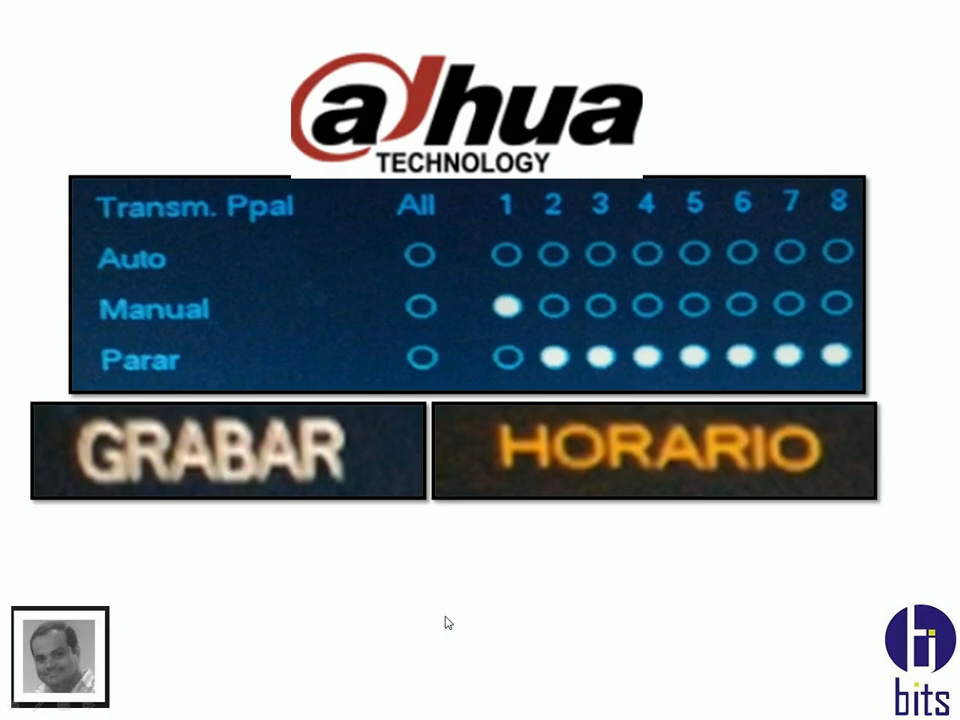 alhua
TECHNOLOGY
Transm. Ppal All 1 2 3 4 5 6 7 8
Auto
Manual
Parar
GRABAR HORARIO
bits